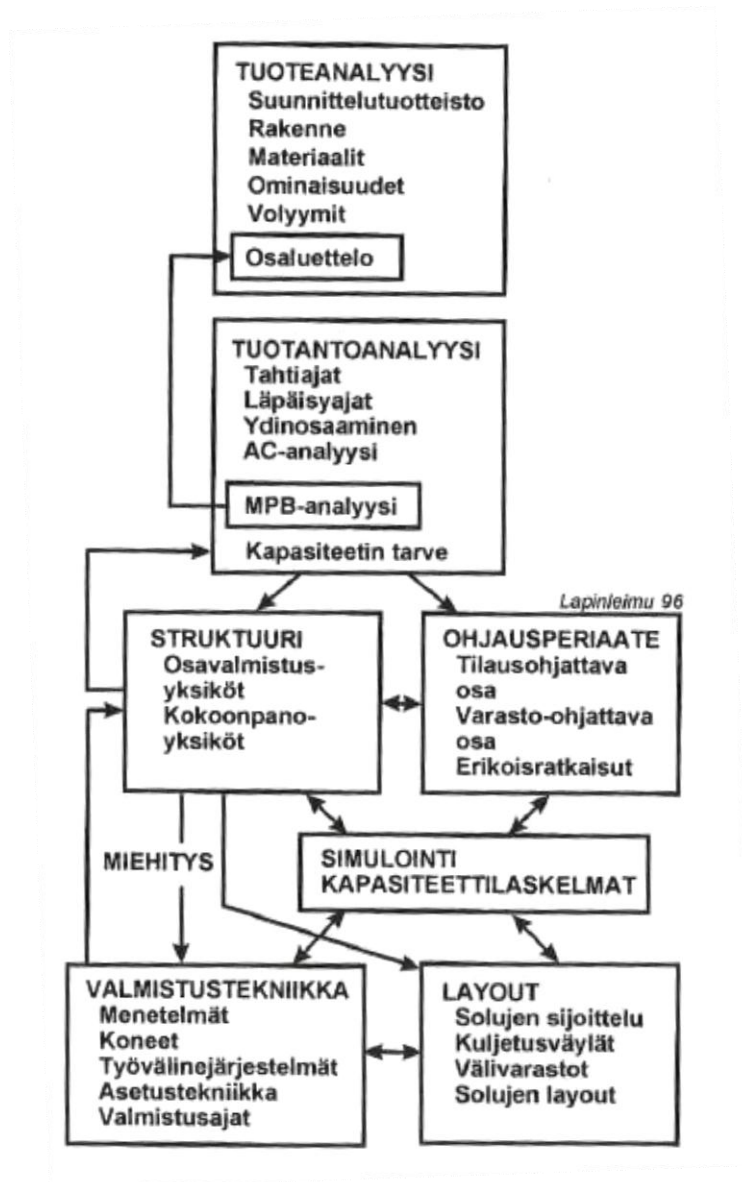 TUOTEANALYYSI
Suunnittelutuotteisto
Rakenne
Materiaalit
Ominaisuudet
Volyymit
Osaluettelo
TUOTANTOANALYYSI
Tahtiajat
Läpäisyajat
Ydinosaaminen
AC-analyysi
MPB-analyysi
Kapasiteetin tarve
Lapinleimu 96
STRUKTUURI
Osavalmistus-
yksiköt
Kokoonpano-
yksiköt
OHJAUSPERIAATE
Tilausohjattava
osa
Varasto-ohjattava
osa
Erikoisratkaisut
MIEHITYS
SIMULOINTI
KAPASITEETTILASKELMAT
VALMISTUSTEKNIIKKA
Menetelmät
Koneet
Työvälinejärjestelmät
Asetustekniikka
Valmistusajat
LAYOUT
Solujen sijoittelu
Kuljetusväylät
Välivarastot
Solujen layout